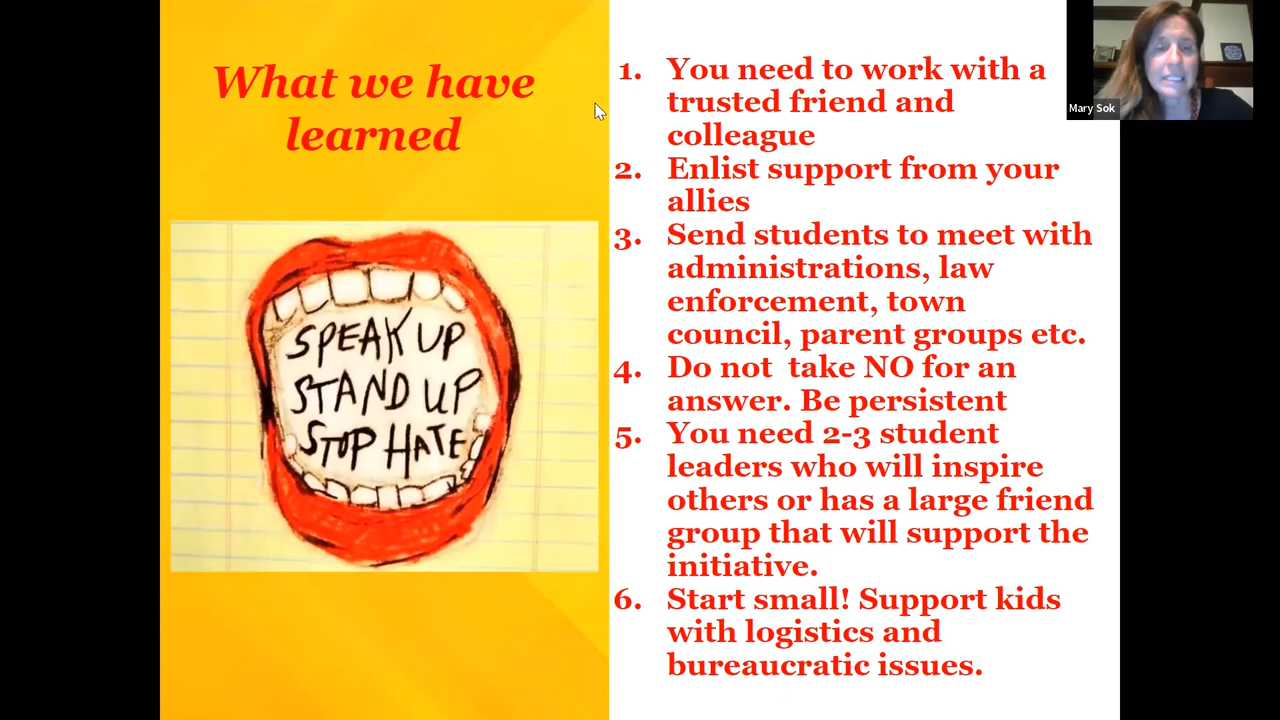 What we have
learned
SPEAK UP
STAND UP
STOP HATE
1. You need to work with a
trusted friend and
colleague
2. Enlist support from your
allies
3. Send students to meet with
administrations, law
enforcement, town
council, parent groups etc.
4. Do not  take NO for an
answer. Be persistent
5. You need 2-3 student
leaders who will inspire
others or has a large friend
group that will support the
initiative.
6. Start small! Support kids
with logistics and
bureaucratic issues.
Mary Sok